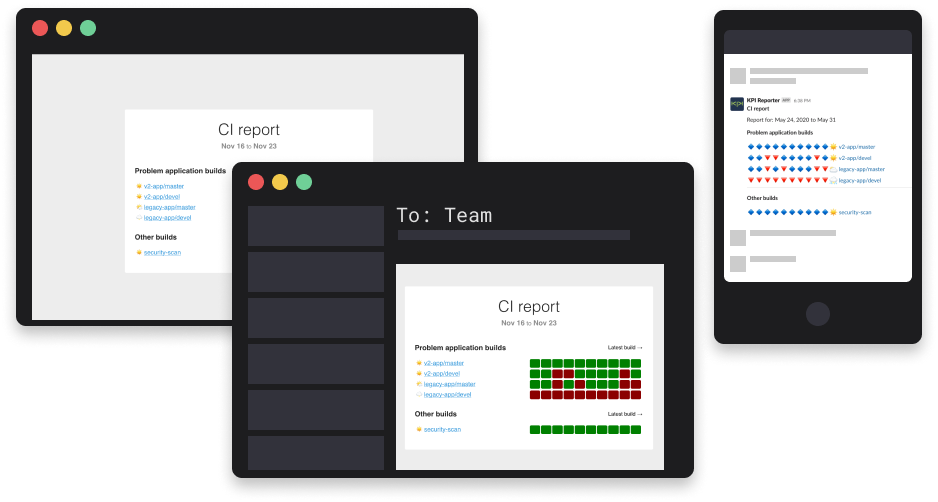 CI report
Nov 16 to Nov 23
Problem application builds
v2-app/master
v2-app/devel
legacy-app/master
legacy-app/devel
Other builds
security-scan
To: Team
CI report
Nov 16 to Nov 23
Problem application builds Latest build →
v2-app/master
v2-app/devel
legacy-app/master
legacy-app/devel
Other builds Latest build →
security-scan
KPI Reporter APP 6:08 PM
CI report
Report for: May 24, 2020 to May 31
Problem application builds
v2-app/master
v2-app/devel
legacy-app/master
legacy-app/devel
Other builds
security-scan